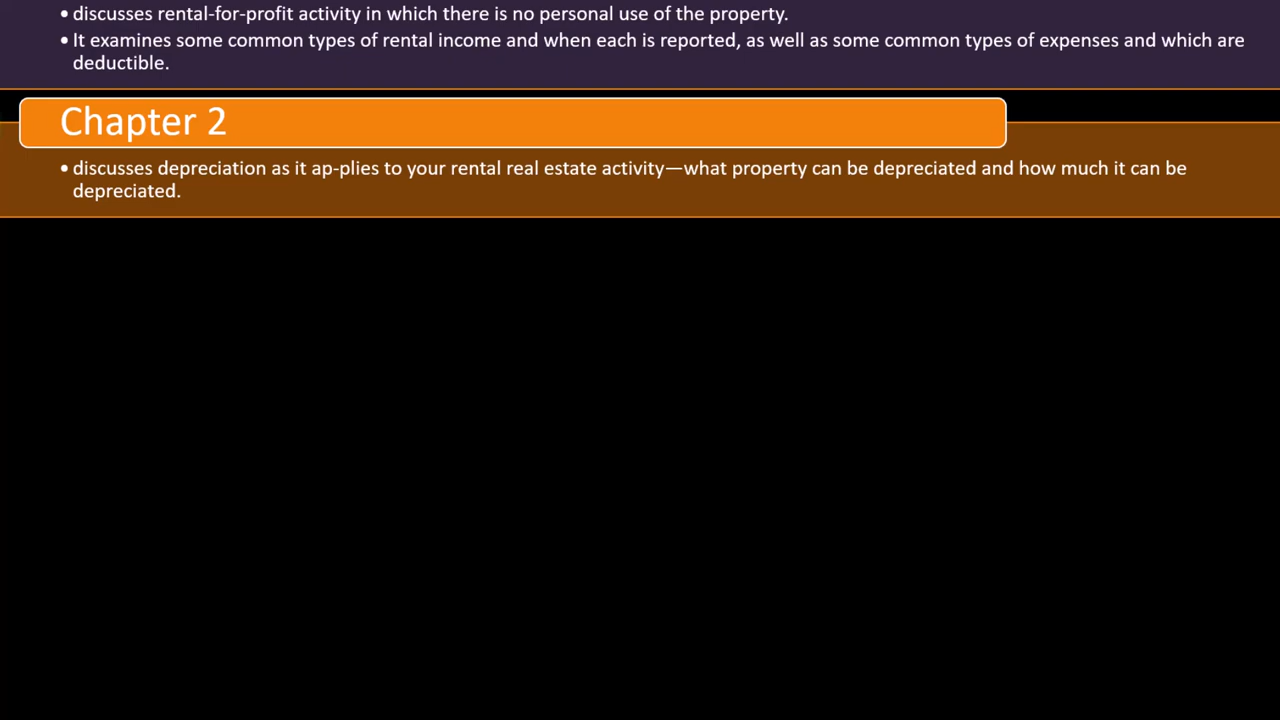 • discusses rental-for-profit activity in which there is no personal use of the property.
• It examines some common types of rental income and when each is reported, as well as some common types of expenses and which are
deductible.
Chapter 2
• discusses depreciation as it ap-plies to your rental real estate activity—what property can be depreciated and how much it can be
depreciated.